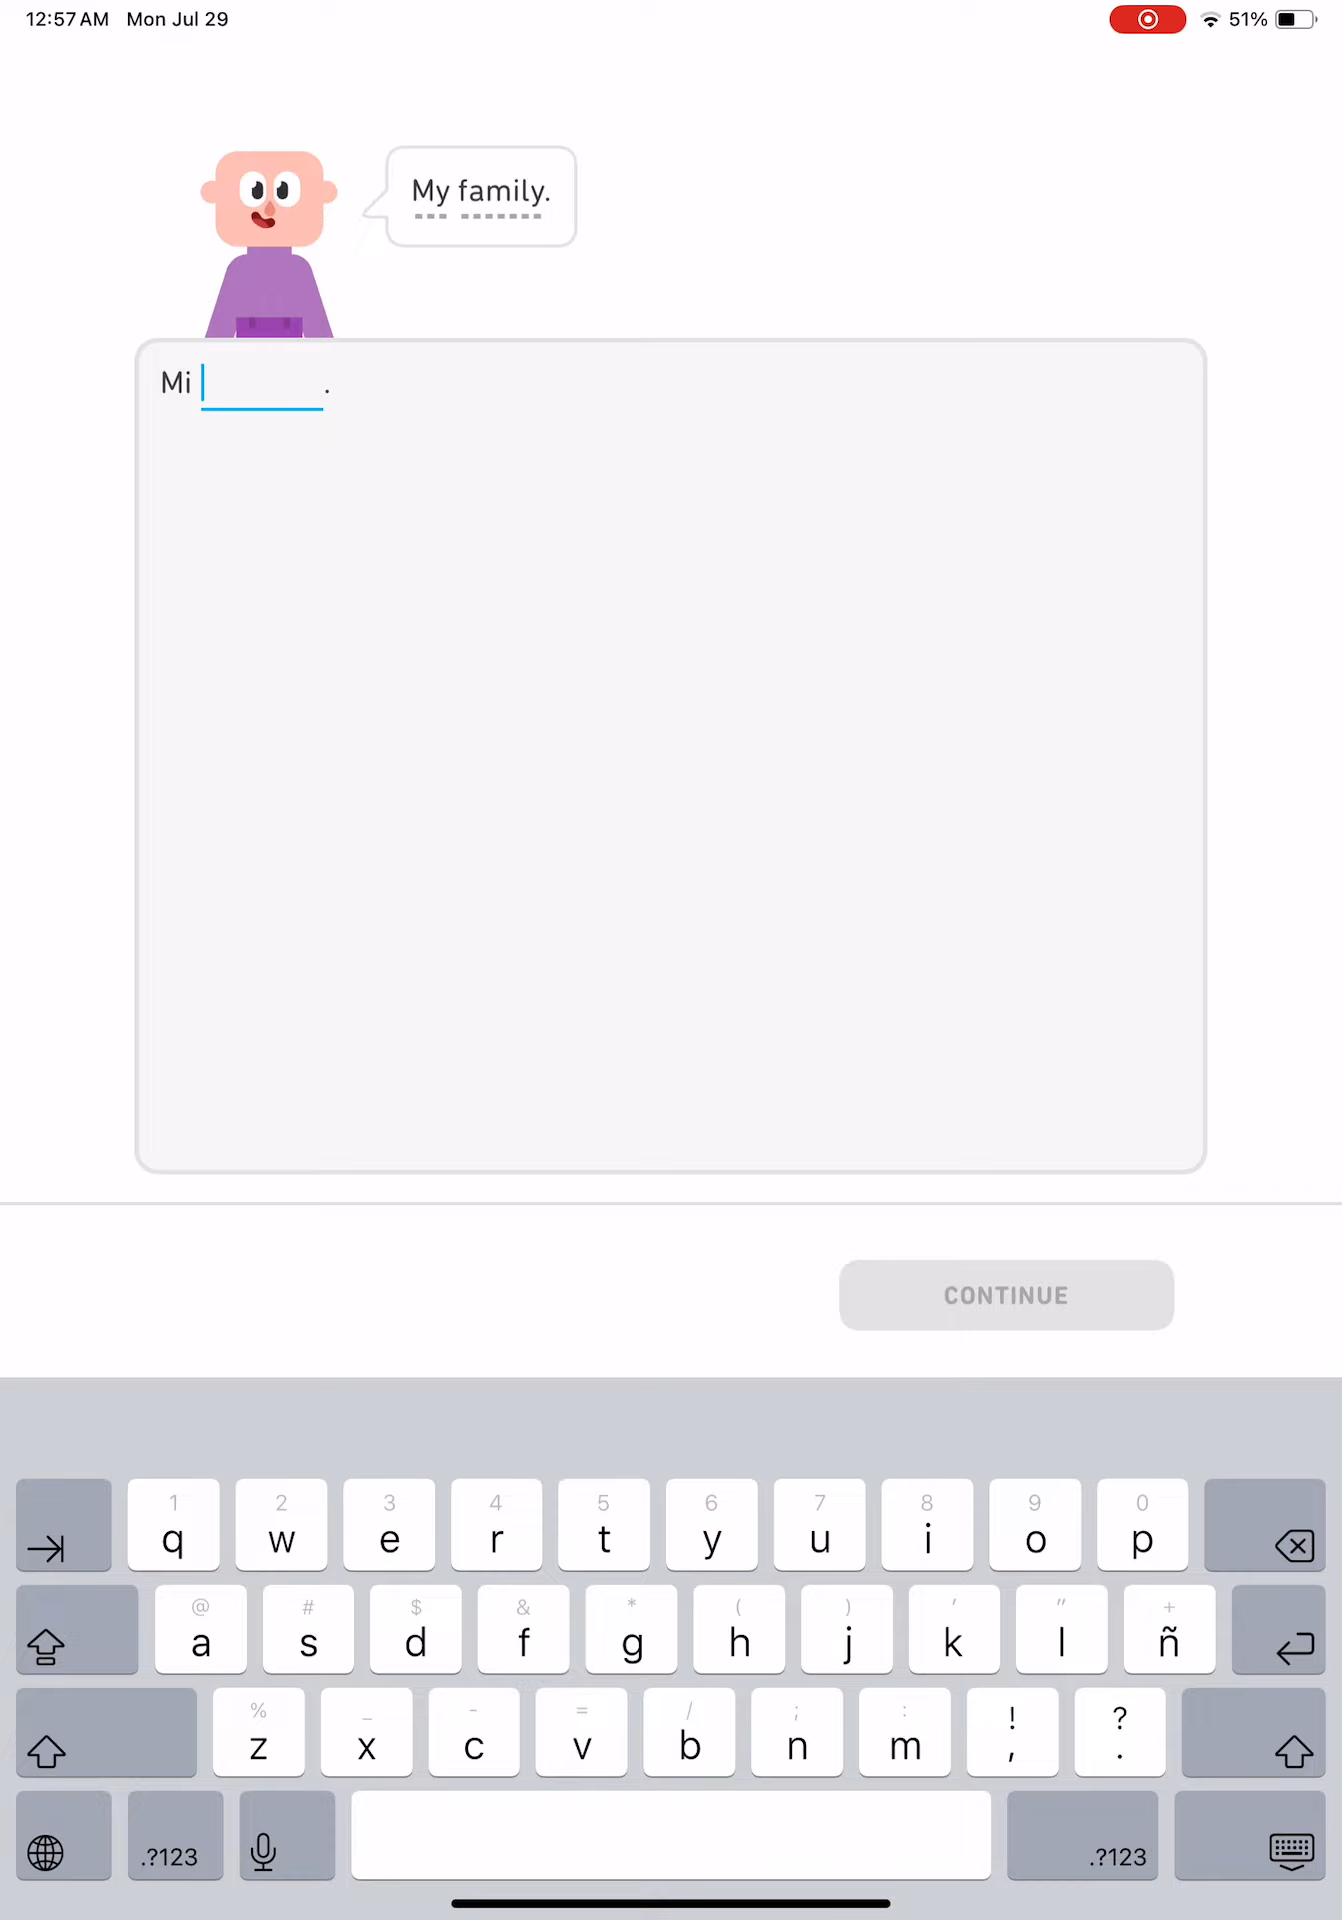 12:57 AM Mon Jul 29 51%
My family.
Mi .
CONTINUE
1 2 3 4 5 6 7 8 9 0
q w e r t y u i o p
@ # $ & * ( ) ' " +
a s d f g h j k l ñ
% _ - = / ; : ! ?
z x c v b n m , .
.?123 .?123